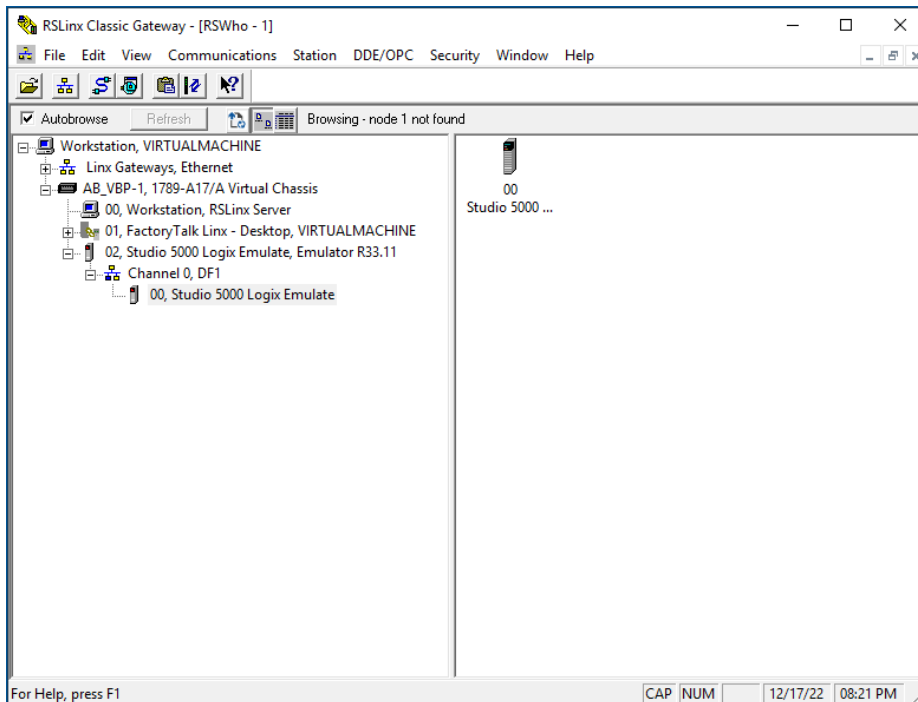 RSLinx Classic Gateway - [RSWho - 1]
File Edit View Communications Station DDE/OPC Security Window Help
Autobrowse Refresh Browsing - node 1 not found
Workstation, VIRTUALMACHINE
Linx Gateways, Ethernet
AB_VBP-1, 1789-A17/A Virtual Chassis
00, Workstation, RSLinx Server
01, FactoryTalk Linx - Desktop, VIRTUALMACHINE
02, Studio 5000 Logix Emulate, Emulator R33.11
Channel 0, DF1
00, Studio 5000 Logix Emulate
00
Studio 5000 ...
For Help, press F1 CAP NUM 12/17/22 08:21 PM